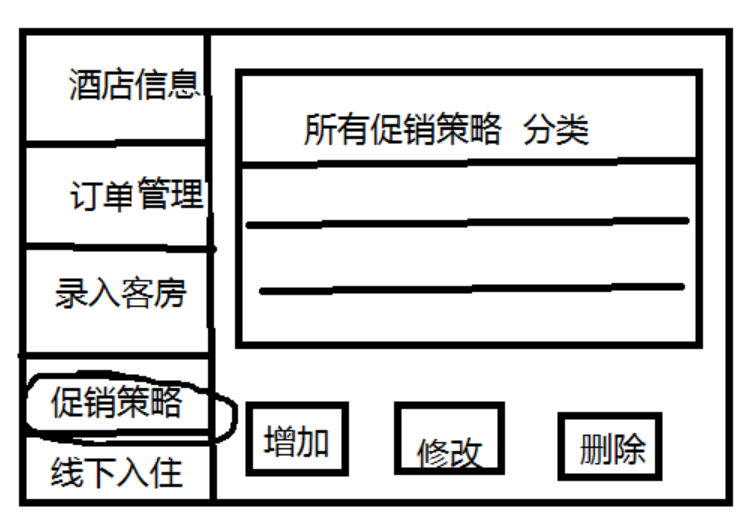 酒店信息
订单管理
录入客房
促销策略
线下入住
所有促销策略 分类
增加
修改
删除